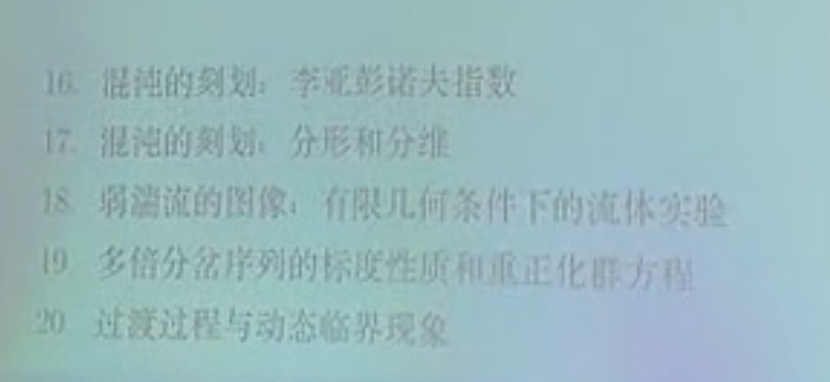 16. 混沌的刻划：李亚彭诺夫指数
17. 混沌的刻划：分形和分维
18 弱湍流的图像：有限几何条件下的流体实验
19 多倍分岔序列的标度性质和重正化群方程
20 过渡过程与动态临界现象